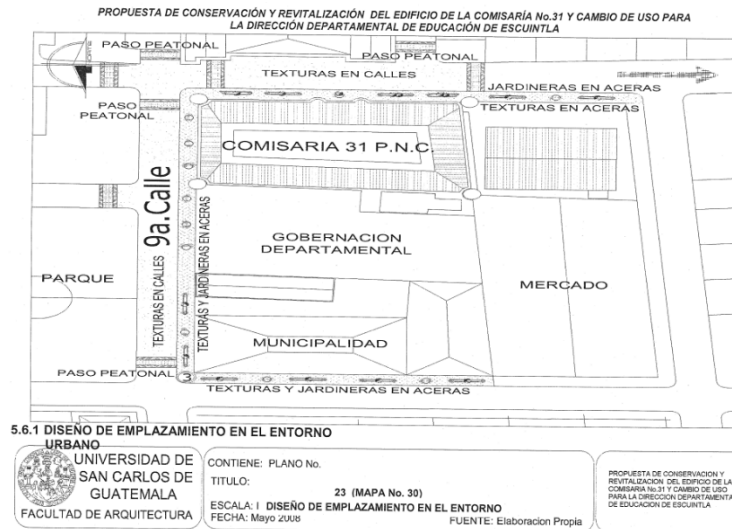 PROPUESTA DE CONSERVACIÓN Y REVITALIZACIÓN DEL EDIFICIO DE LA COMISARÍA No.31 Y CAMBIO DE USO PARA
LA DIRECCIÓN DEPARTAMENTAL DE EDUCACIÓN DE ESCUINTLA
PASO PEATONAL
PASO PEATONAL
TEXTURAS EN CALLES
JARDINERAS EN ACERAS
PASO
PEATONAL
TEXTURAS EN ACERAS
COMISARIA 31 P.N.C.
9a.Calle
GOBERNACION
DEPARTAMENTAL
PARQUE
MERCADO
TEXTURAS EN CALLES
TEXTURAS Y JARDINERAS EN ACERAS
MUNICIPALIDAD
PASO PEATONAL
3
TEXTURAS Y JARDINERAS EN ACERAS
5.6.1 DISEÑO DE EMPLAZAMIENTO EN EL ENTORNO
URBANO
UNIVERSIDAD DE
SAN CARLOS DE
GUATEMALA
FACULTAD DE ARQUITECTURA
CONTIENE: PLANO No.
TITULO:
23 (MAPA No. 30)
ESCALA: I DISEÑO DE EMPLAZAMIENTO EN EL ENTORNO
FECHA: Mayo 2008
FUENTE: Elaboracion Propia
PROPUESTA DE CONSERVACION Y
REVITALIZACION DEL EDIFICIO DE LA
COMISARIA No.31 Y CAMBIO DE USO
PARA LA DIRECCION DEPARTAMENTA
DE EDUCACION DE ESCUINTLA